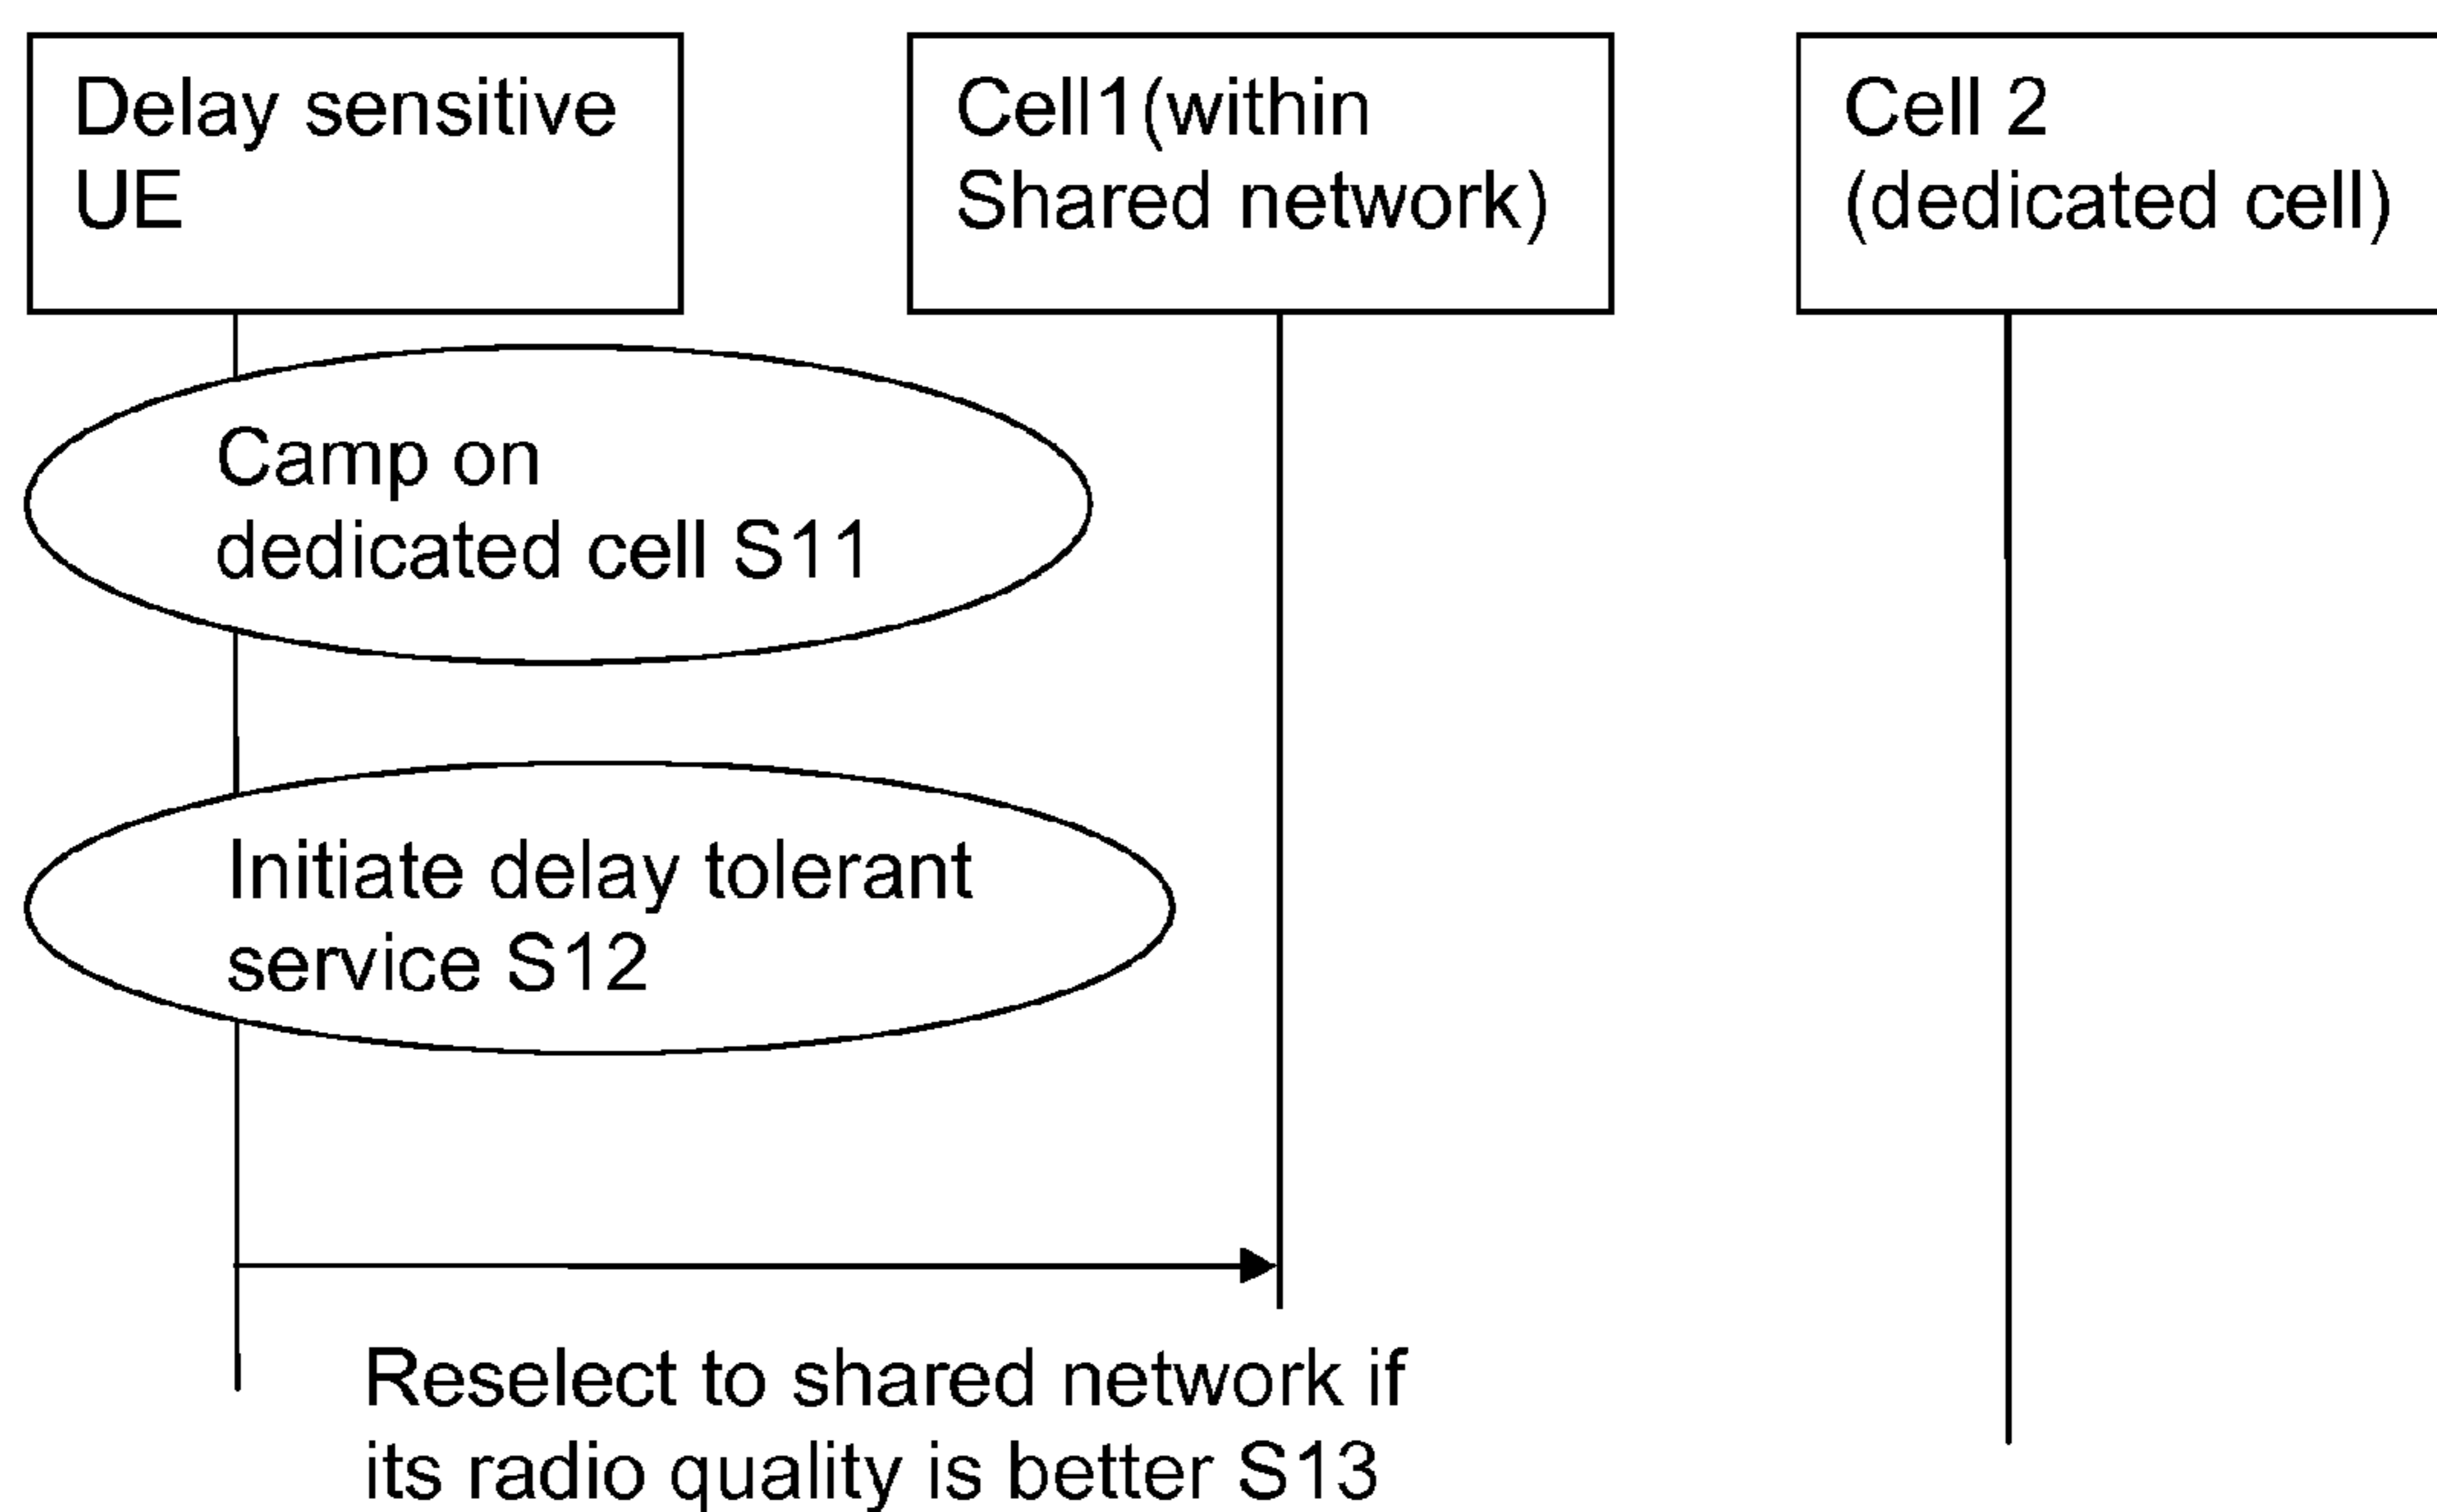 Delay sensitive
UE
Cell1(within
Shared network)
Cell 2
(dedicated cell)
Camp on
dedicated cell S11
Initiate delay tolerant
service S12
Reselect to shared network if
its radio quality is better S13